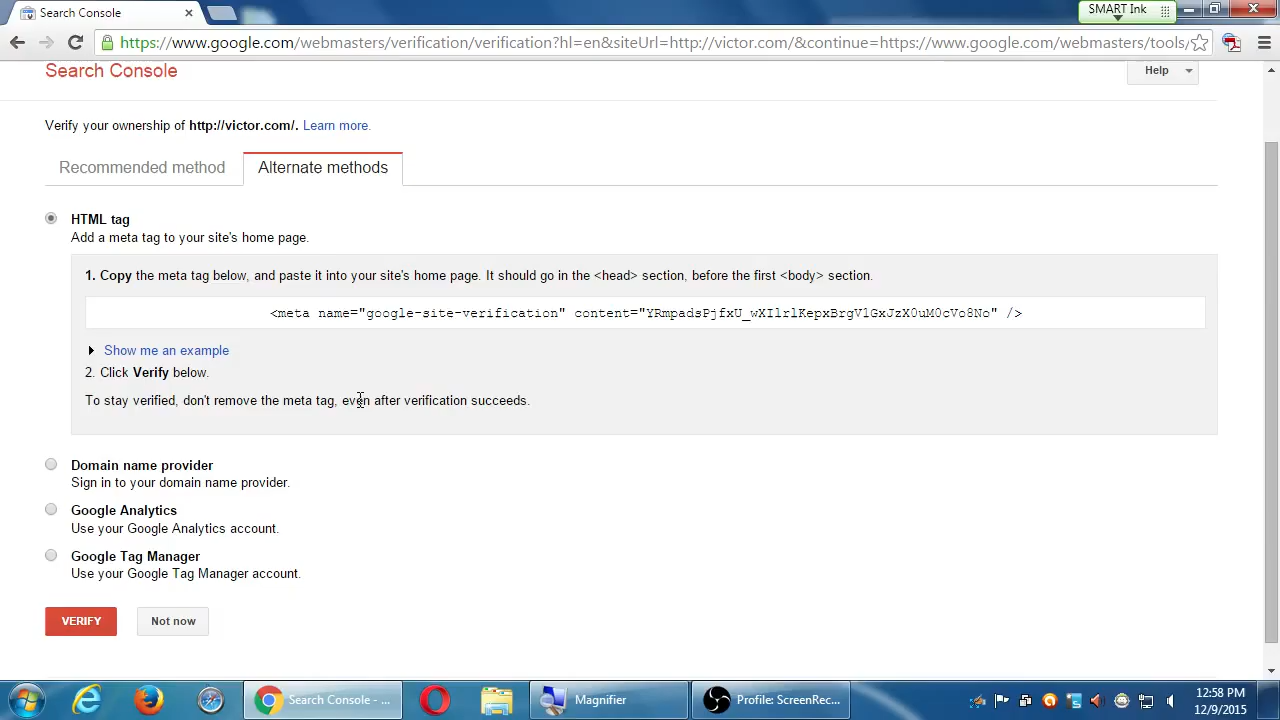 Search Console
SMART Ink
https://www.google.com/webmasters/verification/verification?hl=en&siteUrl=http://victor.com/&continue=https://www.google.com/webmasters/tools/
Search Console
Help
Verify your ownership of http://victor.com/. Learn more.
Recommended method
Alternate methods
HTML tag
Add a meta tag to your site's home page.
1. Copy the meta tag below, and paste it into your site's home page. It should go in the <head> section, before the first <body> section.
<meta name="google-site-verification" content="YRmpadsPjfxU_wXIlrlKepxBrgV1GxJzX0uM0cVo8No" />
Show me an example
2. Click Verify below.
To stay verified, don't remove the meta tag, even after verification succeeds.
Domain name provider
Sign in to your domain name provider.
Google Analytics
Use your Google Analytics account.
Google Tag Manager
Use your Google Tag Manager account.
VERIFY
Not now
Search Console - ...
Magnifier
Profile: ScreenRec...
12:58 PM
12/9/2015